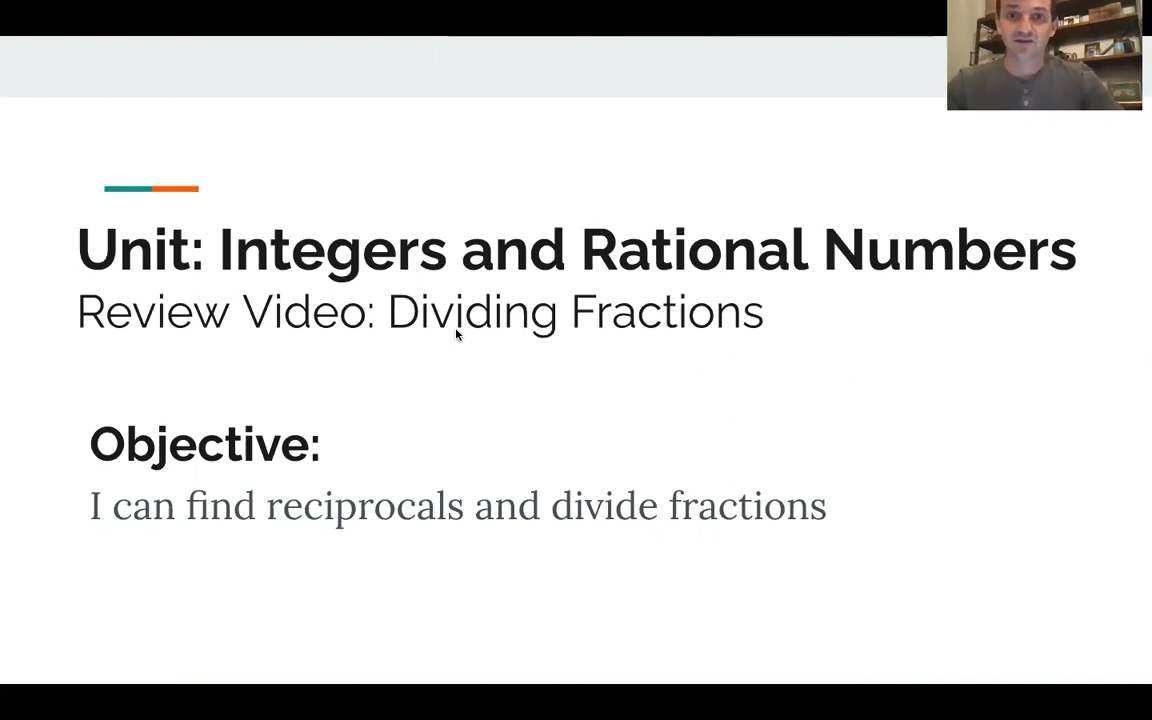 Unit: Integers and Rational Numbers
Review Video: Dividing Fractions
Objective:
I can find reciprocals and divide fractions